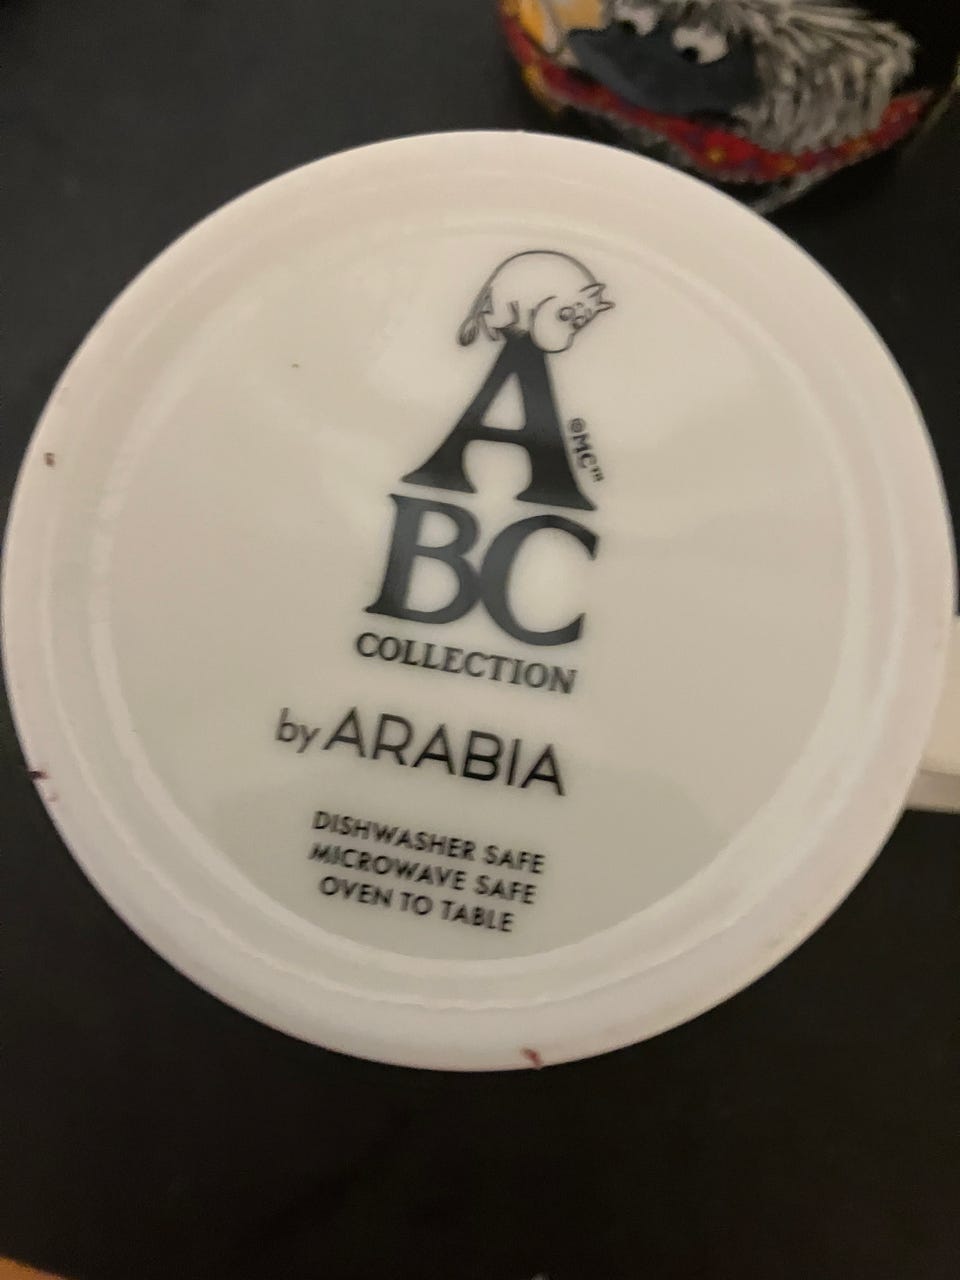 A
©MC™
BC
COLLECTION
by ARABIA
DISHWASHER SAFE
MICROWAVE SAFE
OVEN TO TABLE